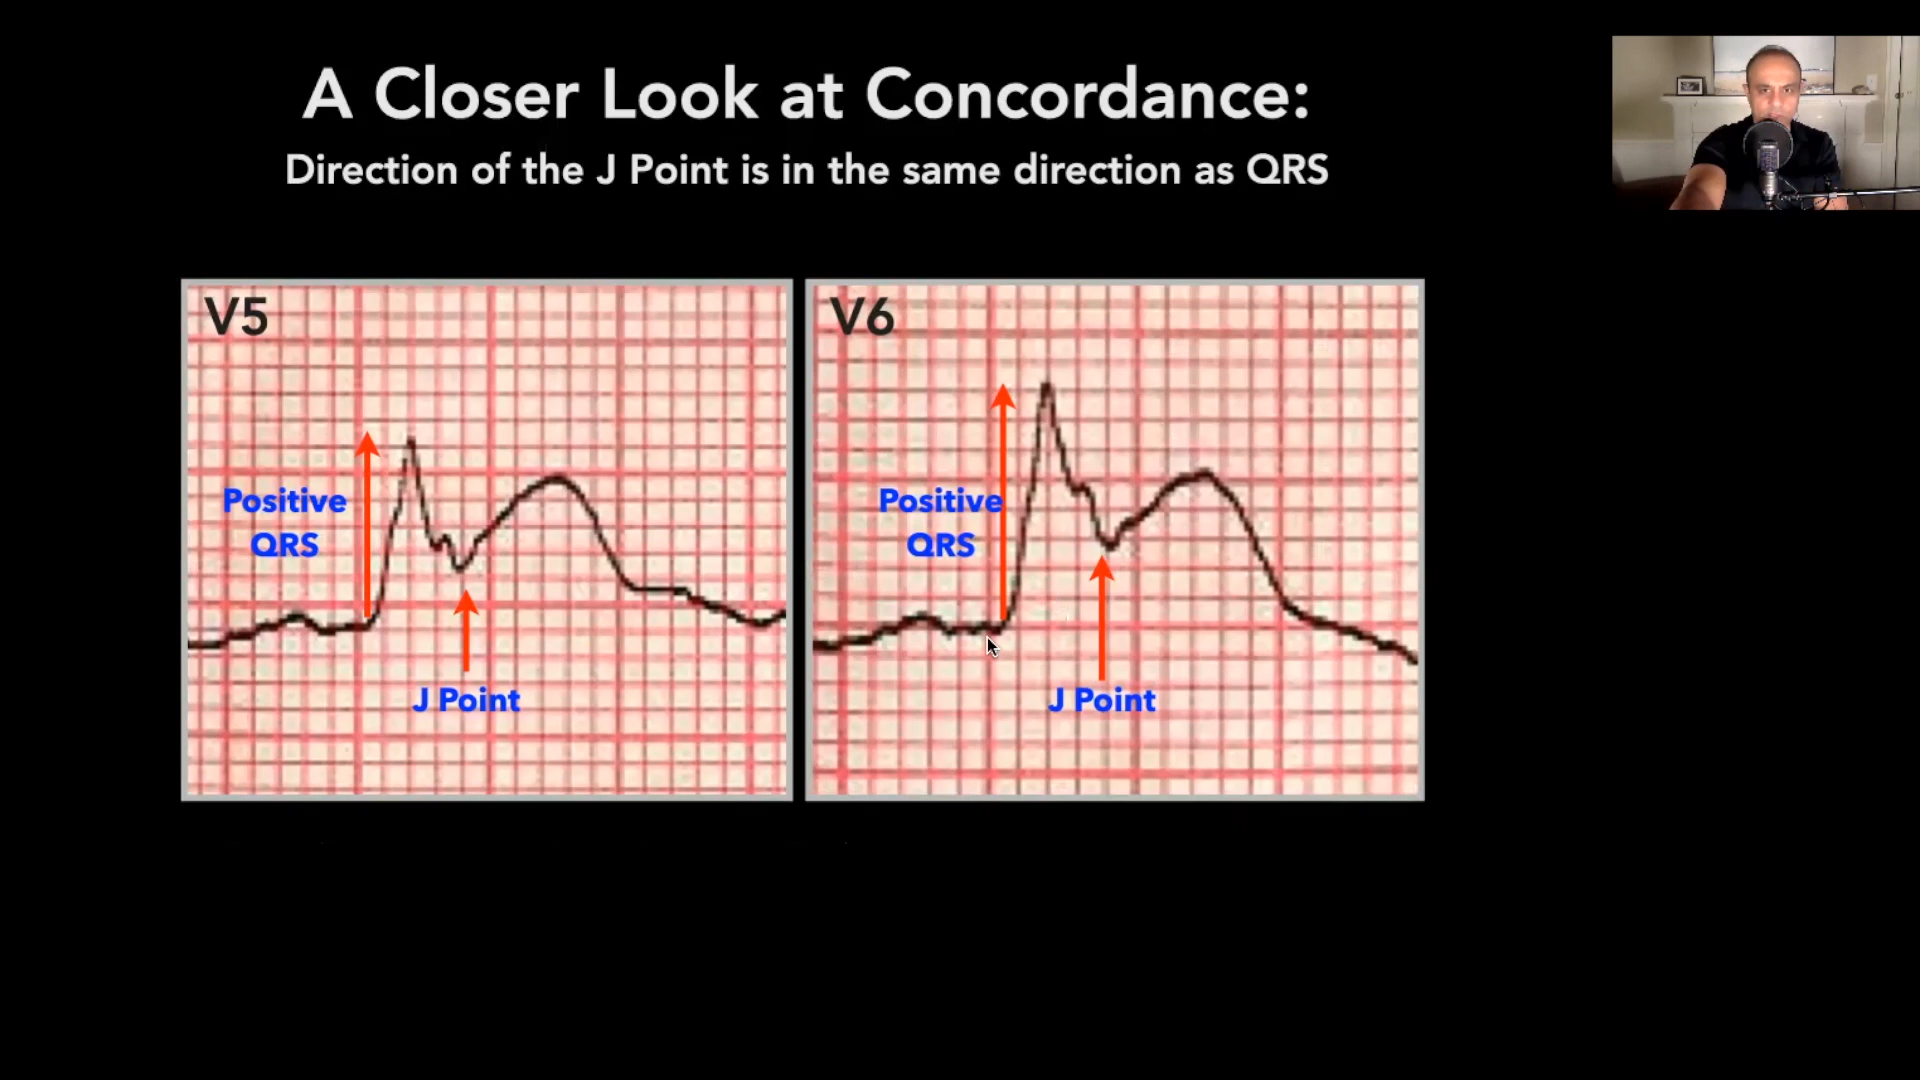 A Closer Look at Concordance:
Direction of the J Point is in the same direction as QRS
V5
Positive
QRS
J Point
V6
Positive
QRS
J Point